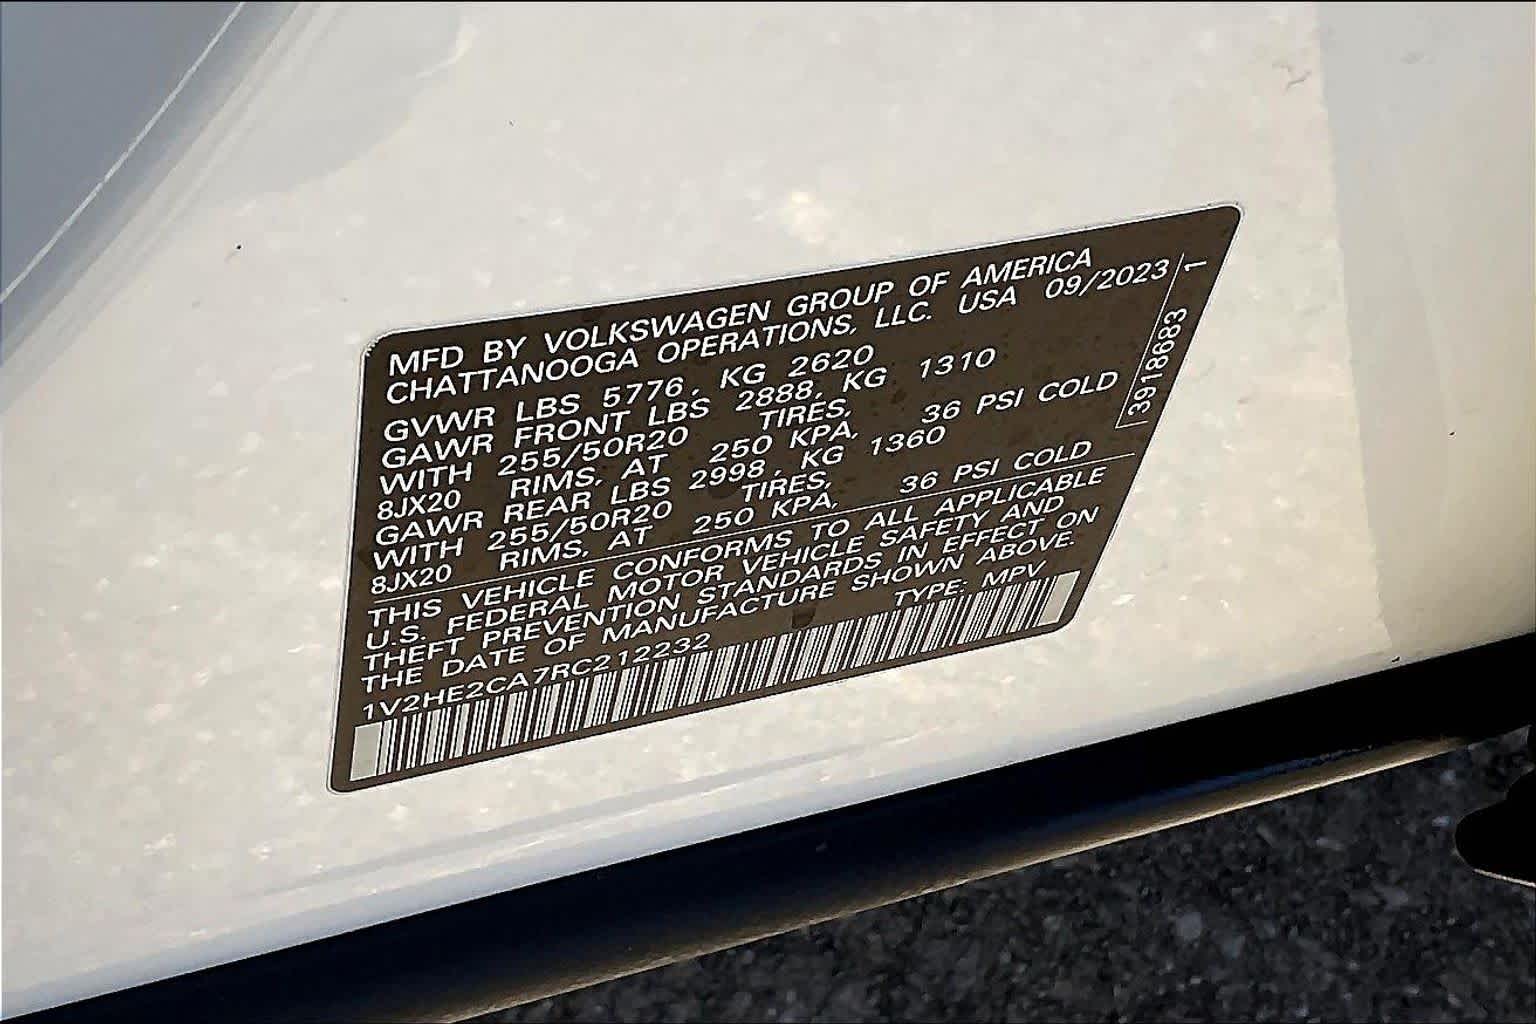 MFD BY VOLKSWAGEN GROUP OF AMERICA
CHATTANOOGA OPERATIONS, LLC. USA 09/2023
GVWR LBS 5776, KG 2620
GAWR FRONT LBS 2888, KG 1310
WITH 255/50R20 TIRES,
8JX20 RIMS, AT 250 KPA, 36 PSI COLD
GAWR REAR LBS 2998, KG 1360
WITH 255/50R20 TIRES,
8JX20 RIMS, AT 250 KPA, 36 PSI COLD
THIS VEHICLE CONFORMS TO ALL APPLICABLE
U.S. FEDERAL MOTOR VEHICLE SAFETY AND
THEFT PREVENTION STANDARDS IN EFFECT ON
THE DATE OF MANUFACTURE SHOWN ABOVE.
1V2HE2CA7RC212232 TYPE: MPV
3918683 1